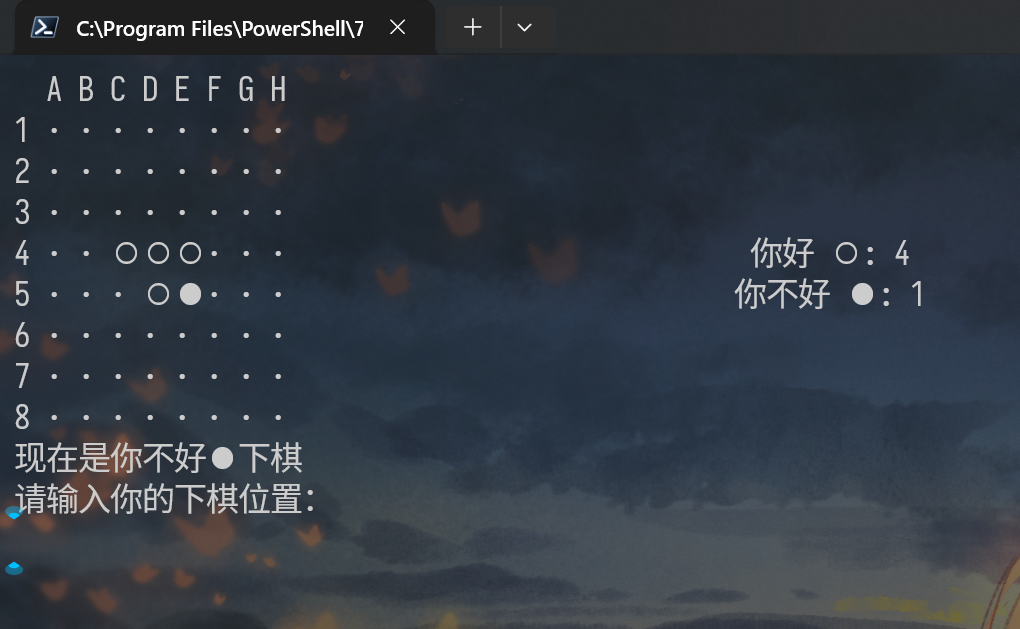 C:\Program Files\PowerShell\7
A B C D E F G H
1 · · · · · · · ·
2 · · · · · · · ·
3 · · · · · · · ·
4 · · ○ ○ ○ · · · 你好 ○: 4
5 · · · ○ ● · · · 你不好 ●: 1
6 · · · · · · · ·
7 · · · · · · · ·
8 · · · · · · · ·
现在是你不好●下棋
请输入你的下棋位置: